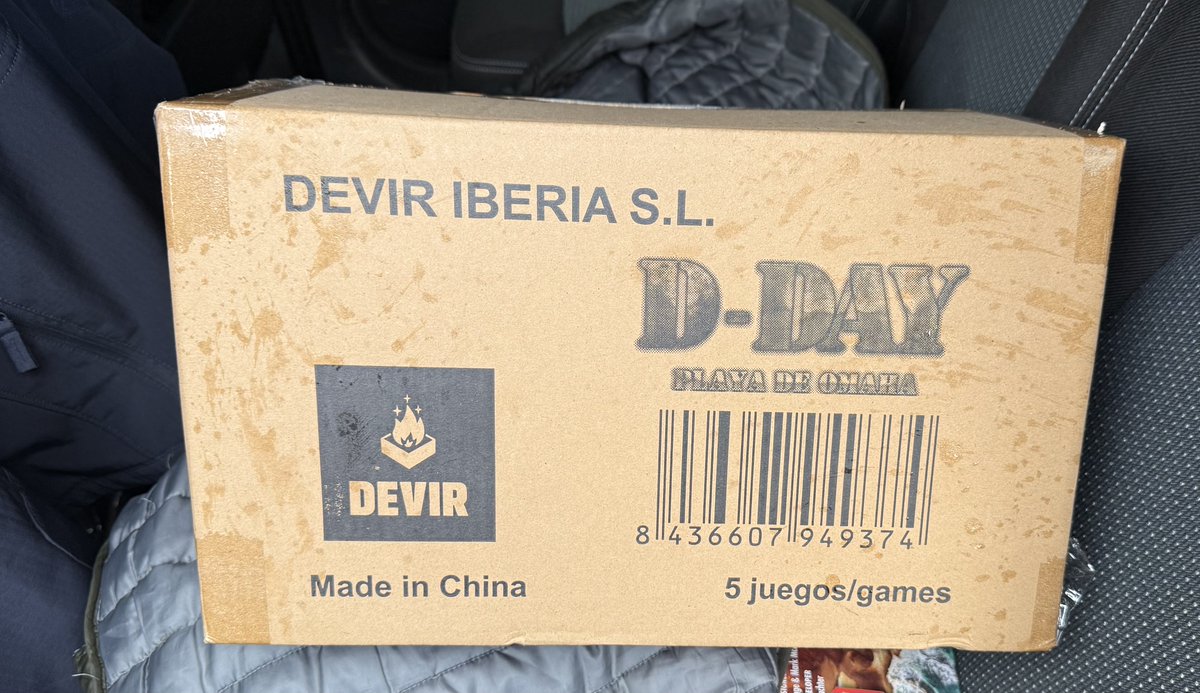 DEVIR IBERIA S.L.
D-DAY
PLAYA DE OMAHA
DEVIR
8 436607 949374
Made in China
5 juegos/games